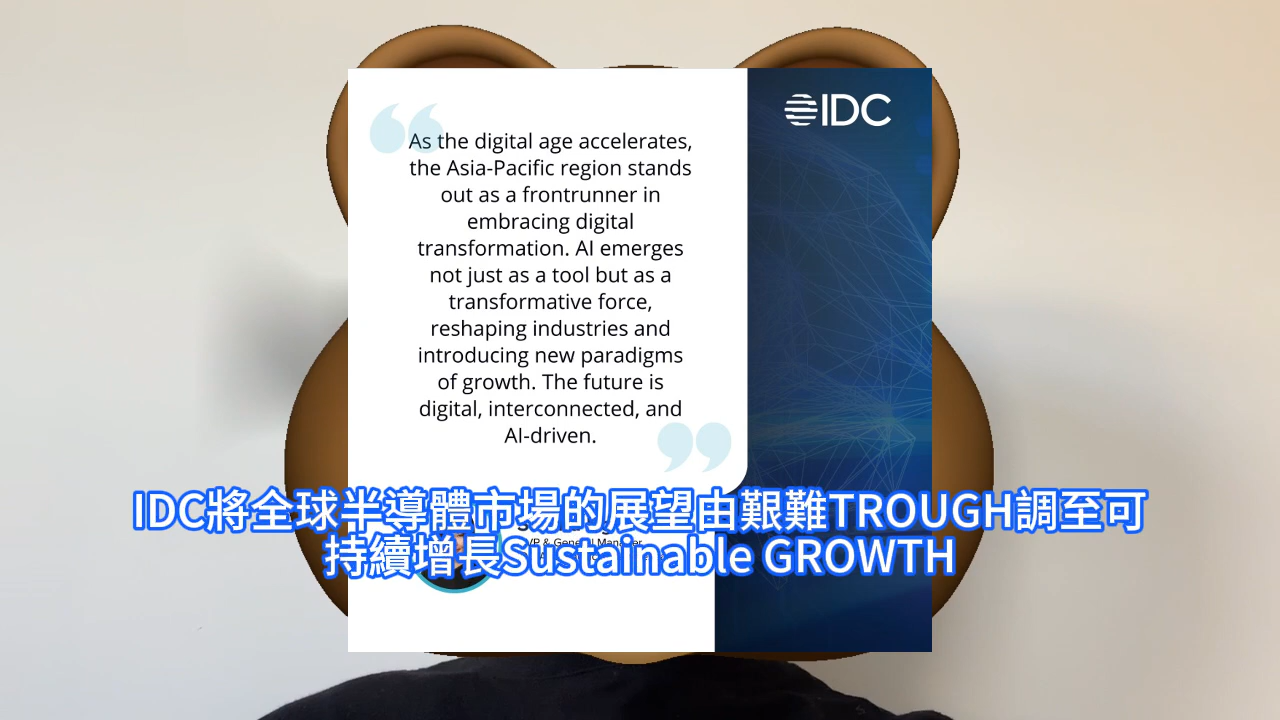 IDC
As the digital age accelerates,
the Asia-Pacific region stands
out as a frontrunner in
embracing digital
transformation. AI emerges
not just as a tool but as a
transformative force,
reshaping industries and
introducing new paradigms
of growth. The future is
digital, interconnected, and
AI-driven.
IDC將全球半導體市場的展望由艱難TROUGH調至可
持續增長Sustainable GROWTH